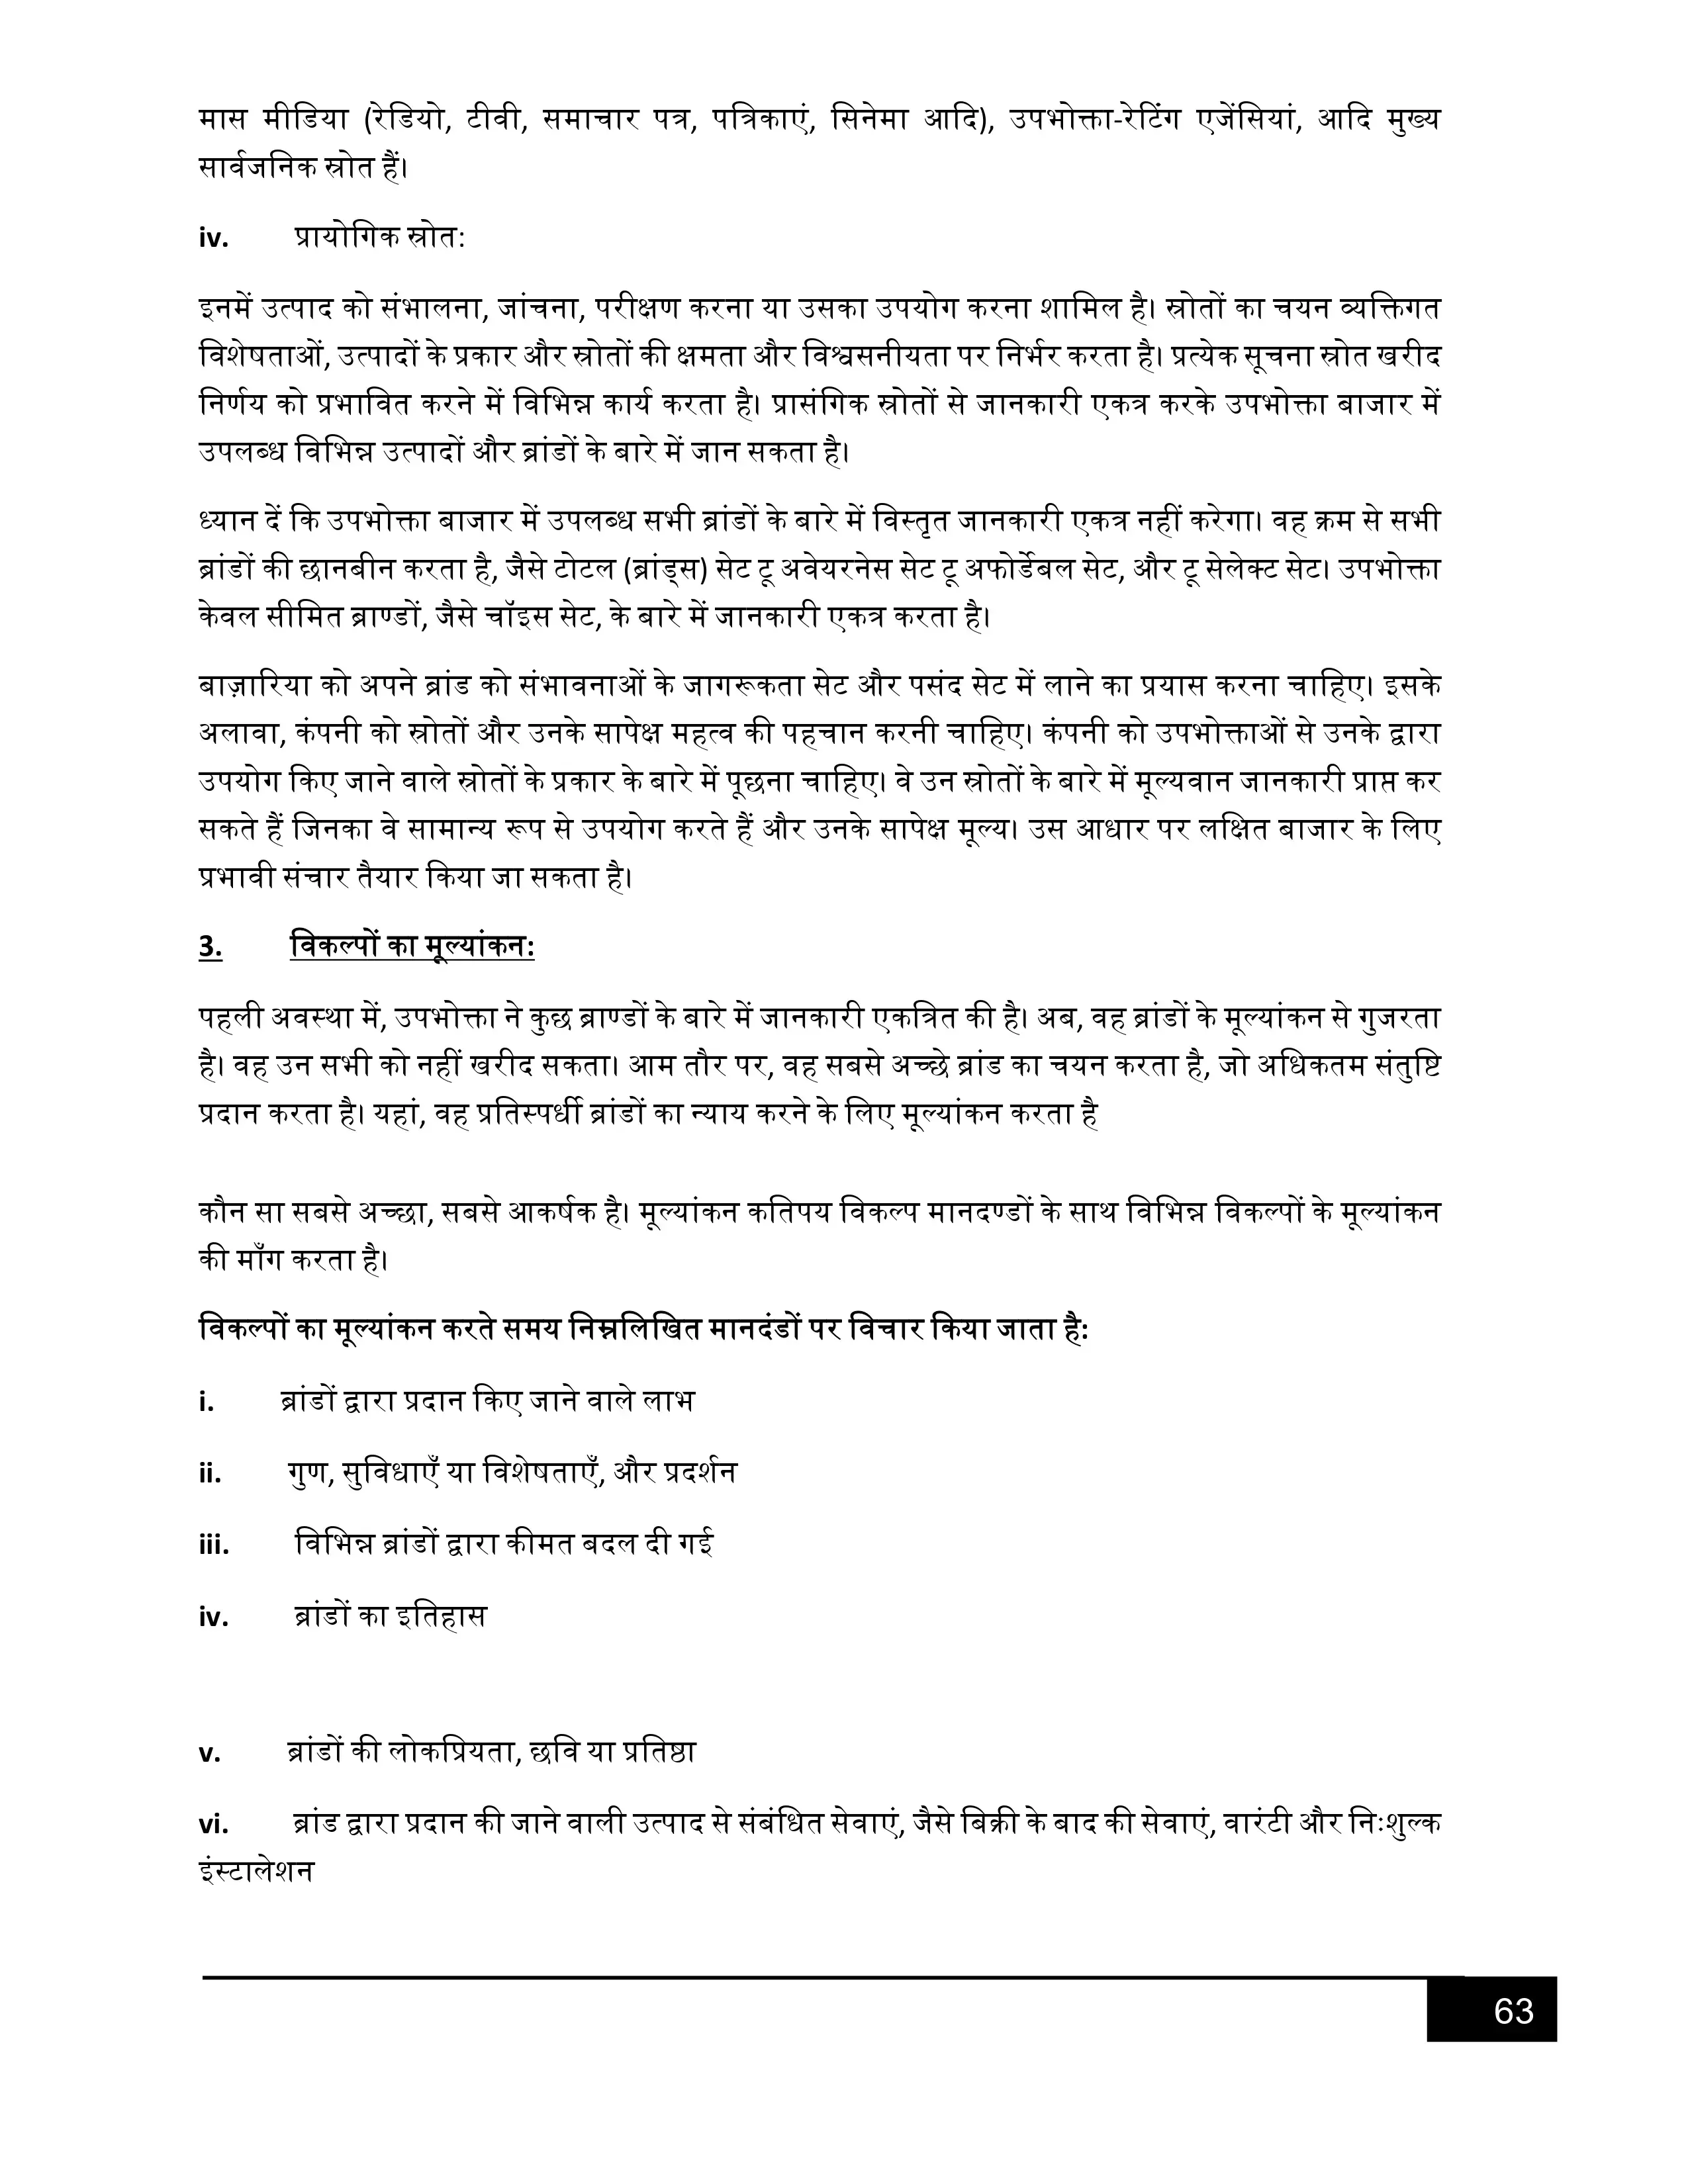 मास मीडिया (रेडियो, टीवी, समाचार पत्र, पत्रिकाएं, सिनेमा आदि), उपभोक्ता-रेटिंग एजेंसियां, आदि मुख्य
सार्वजनिक स्रोत हैं।
iv. प्रायोगिक स्रोत:
इनमें उत्पाद को संभालना, जांचना, परीक्षण करना या उसका उपयोग करना शामिल है। स्रोतों का चयन व्यक्तिगत
विशेषताओं, उत्पादों के प्रकार और स्रोतों की क्षमता और विश्वसनीयता पर निर्भर करता है। प्रत्येक सूचना स्रोत खरीद
निर्णय को प्रभावित करने में विभिन्न कार्य करता है। प्रासंगिक स्रोतों से जानकारी एकत्र करके उपभोक्ता बाजार में
उपलब्ध विभिन्न उत्पादों और ब्रांडों के बारे में जान सकता है।
ध्यान दें कि उपभोक्ता बाजार में उपलब्ध सभी ब्रांडों के बारे में विस्तृत जानकारी एकत्र नहीं करेगा। वह क्रम से सभी
ब्रांडों की छानबीन करता है, जैसे टोटल (ब्रांड्स) सेट टू अवेयरनेस सेट टू अफोर्डेबल सेट, और टू सेलेक्ट सेट। उपभोक्ता
केवल सीमित ब्राण्डों, जैसे चॉइस सेट, के बारे में जानकारी एकत्र करता है।
बाज़ारिया को अपने ब्रांड को संभावनाओं के जागरूकता सेट और पसंद सेट में लाने का प्रयास करना चाहिए। इसके
अलावा, कंपनी को स्रोतों और उनके सापेक्ष महत्व की पहचान करनी चाहिए। कंपनी को उपभोक्ताओं से उनके द्वारा
उपयोग किए जाने वाले स्रोतों के प्रकार के बारे में पूछना चाहिए। वे उन स्रोतों के बारे में मूल्यवान जानकारी प्राप्त कर
सकते हैं जिनका वे सामान्य रूप से उपयोग करते हैं और उनके सापेक्ष मूल्य। उस आधार पर लक्षित बाजार के लिए
प्रभावी संचार तैयार किया जा सकता है।
3. विकल्पों का मूल्यांकन:
पहली अवस्था में, उपभोक्ता ने कुछ ब्राण्डों के बारे में जानकारी एकत्रित की है। अब, वह ब्रांडों के मूल्यांकन से गुजरता
है। वह उन सभी को नहीं खरीद सकता। आम तौर पर, वह सबसे अच्छे ब्रांड का चयन करता है, जो अधिकतम संतुष्टि
प्रदान करता है। यहां, वह प्रतिस्पर्धी ब्रांडों का न्याय करने के लिए मूल्यांकन करता है
कौन सा सबसे अच्छा, सबसे आकर्षक है। मूल्यांकन कतिपय विकल्प मानदण्डों के साथ विभिन्न विकल्पों के मूल्यांकन
की माँग करता है।
विकल्पों का मूल्यांकन करते समय निम्नलिखित मानदंडों पर विचार किया जाता है:
i. ब्रांडों द्वारा प्रदान किए जाने वाले लाभ
ii. गुण, सुविधाएँ या विशेषताएँ, और प्रदर्शन
iii. विभिन्न ब्रांडों द्वारा कीमत बदल दी गई
iv. ब्रांडों का इतिहास
v. ब्रांडों की लोकप्रियता, छवि या प्रतिष्ठा
vi. ब्रांड द्वारा प्रदान की जाने वाली उत्पाद से संबंधित सेवाएं, जैसे बिक्री के बाद की सेवाएं, वारंटी और निःशुल्क
इंस्टालेशन
63